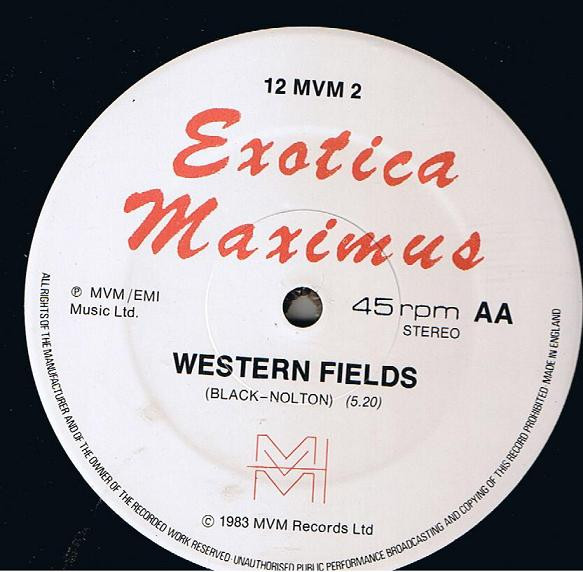 12 MVM 2
Exotica
Maximus
℗ MVM/EMI
Music Ltd.
45 rpm AA
STEREO
WESTERN FIELDS
(BLACK–NOLTON) (5.20)
MVM
© 1983 MVM Records Ltd
ALL RIGHTS OF THE MANUFACTURER AND OF THE OWNER OF THE RECORDED WORK RESERVED·UNAUTHORISED PUBLIC PERFORMANCE BROADCASTING AND COPYING OF THIS RECORD PROHIBITED MADE IN ENGLAND